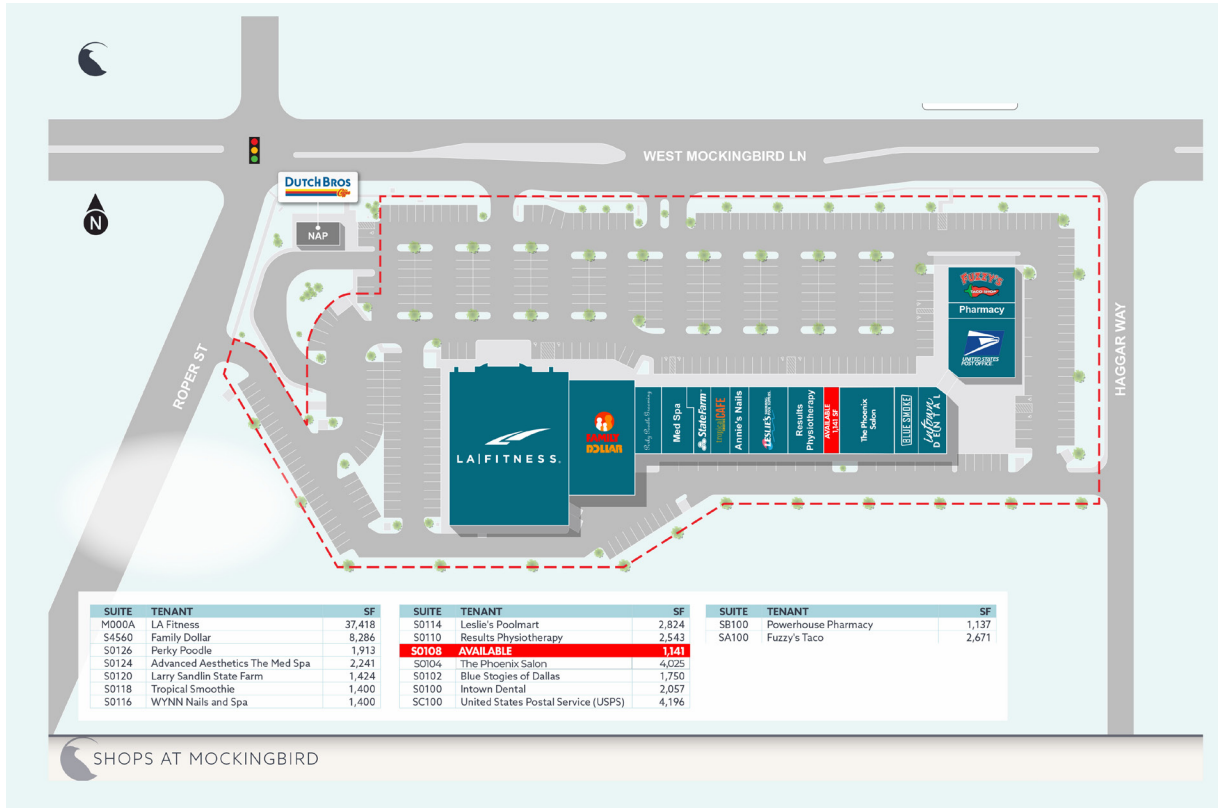 WEST MOCKINGBIRD LN
DUTCH BROS
Coffee
N
NAP
FUZZY'S
TACO SHOP
Pharmacy
UNITED STATES
POST OFFICE
ROPER ST
HAGGAR WAY
LA|FITNESS.
FAMILY
DOLLAR
Med Spa
StateFarm
tropical CAFE
Annie's Nails
LESLIE'S
Results
Physiotherapy
AVAILABLE
1,141 SF
The Phoenix
Salon
BLUE SMOKE
intown
DENTAL
SUITE TENANT SF
M000A LA Fitness 37,418
S4560 Family Dollar 8,286
S0126 Perky Poodle 1,913
S0124 Advanced Aesthetics The Med Spa 2,241
S0120 Larry Sandlin State Farm 1,424
S0118 Tropical Smoothie 1,400
S0116 WYNN Nails and Spa 1,400
SUITE TENANT SF
S0114 Leslie's Poolmart 2,824
S0110 Results Physiotherapy 2,543
S0108 AVAILABLE 1,141
S0104 The Phoenix Salon 4,025
S0102 Blue Stogies of Dallas 1,750
S0100 Intown Dental 2,057
SC100 United States Postal Service (USPS) 4,196
SUITE TENANT SF
SB100 Powerhouse Pharmacy 1,137
SA100 Fuzzy's Taco 2,671
SHOPS AT MOCKINGBIRD